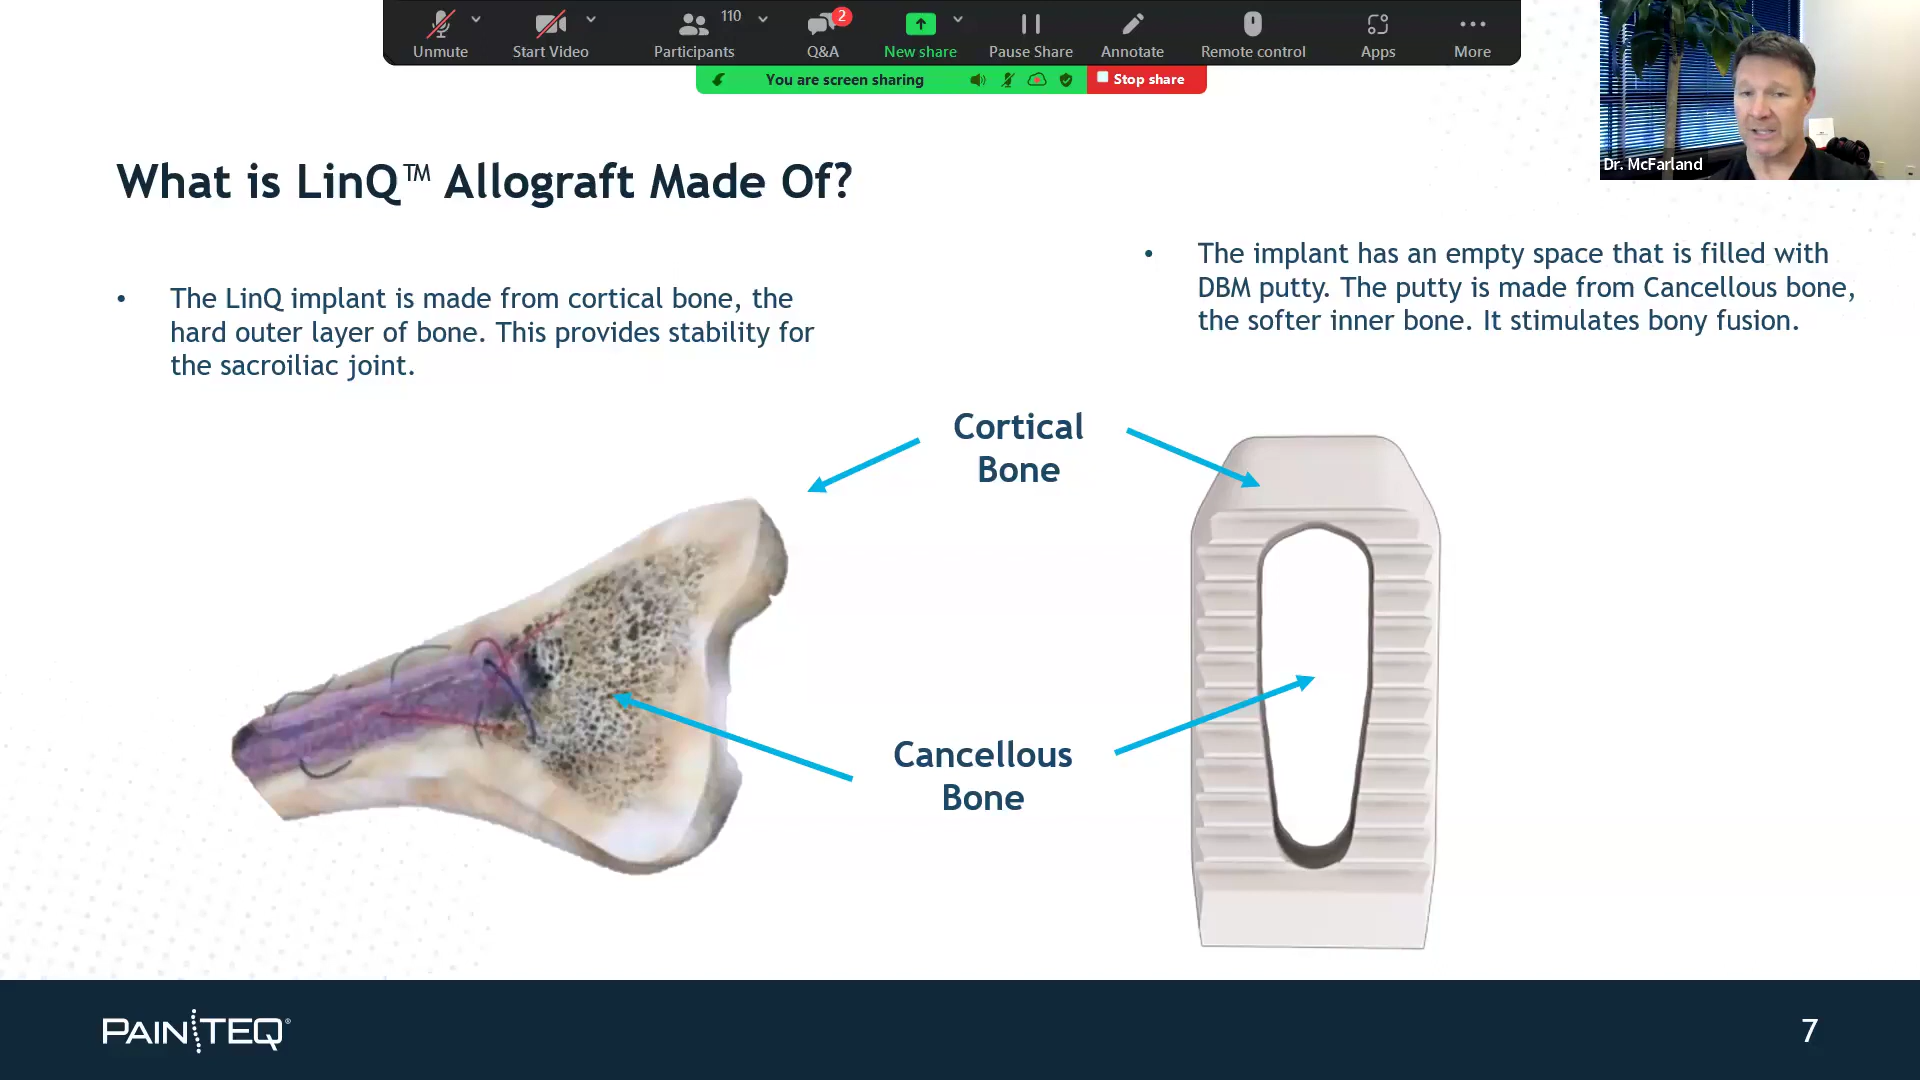 110
2
Unmute
Start Video
Participants
Q&A
New share
Pause Share
Annotate
Remote control
Apps
More
You are screen sharing
Stop share
Dr. McFarland
What is LinQ™ Allograft Made Of?
• The LinQ implant is made from cortical bone, the
hard outer layer of bone. This provides stability for
the sacroiliac joint.
• The implant has an empty space that is filled with
DBM putty. The putty is made from Cancellous bone,
the softer inner bone. It stimulates bony fusion.
Cortical
Bone
Cancellous
Bone
PAINTEQ®
7